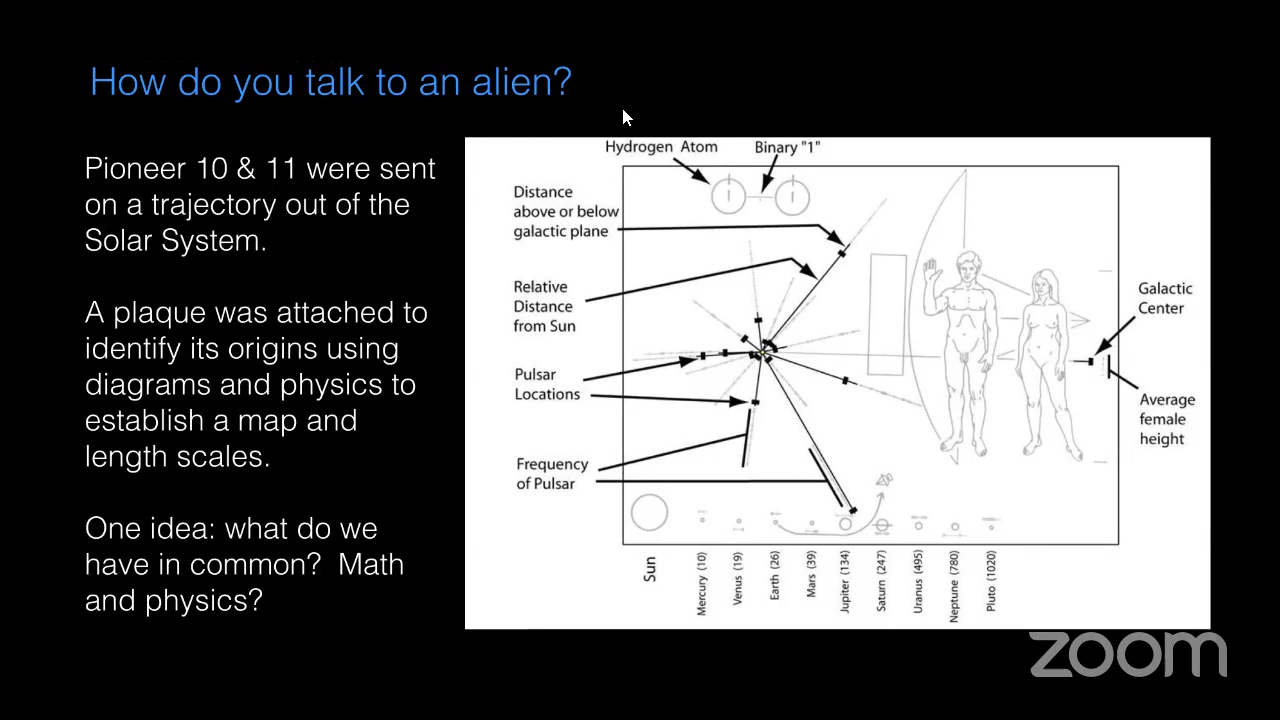 How do you talk to an alien?
Pioneer 10 & 11 were sent
on a trajectory out of the
Solar System.
A plaque was attached to
identify its origins using
diagrams and physics to
establish a map and
length scales.
One idea: what do we
have in common?  Math
and physics?
Hydrogen Atom
Binary "1"
Distance
above or below
galactic plane
Relative
Distance
from Sun
Pulsar
Locations
Frequency
of Pulsar
Galactic
Center
Average
female
height
Sun
Mercury (10)
Venus (19)
Earth (26)
Mars (39)
Jupiter (134)
Saturn (247)
Uranus (495)
Neptune (780)
Pluto (1020)
zoom